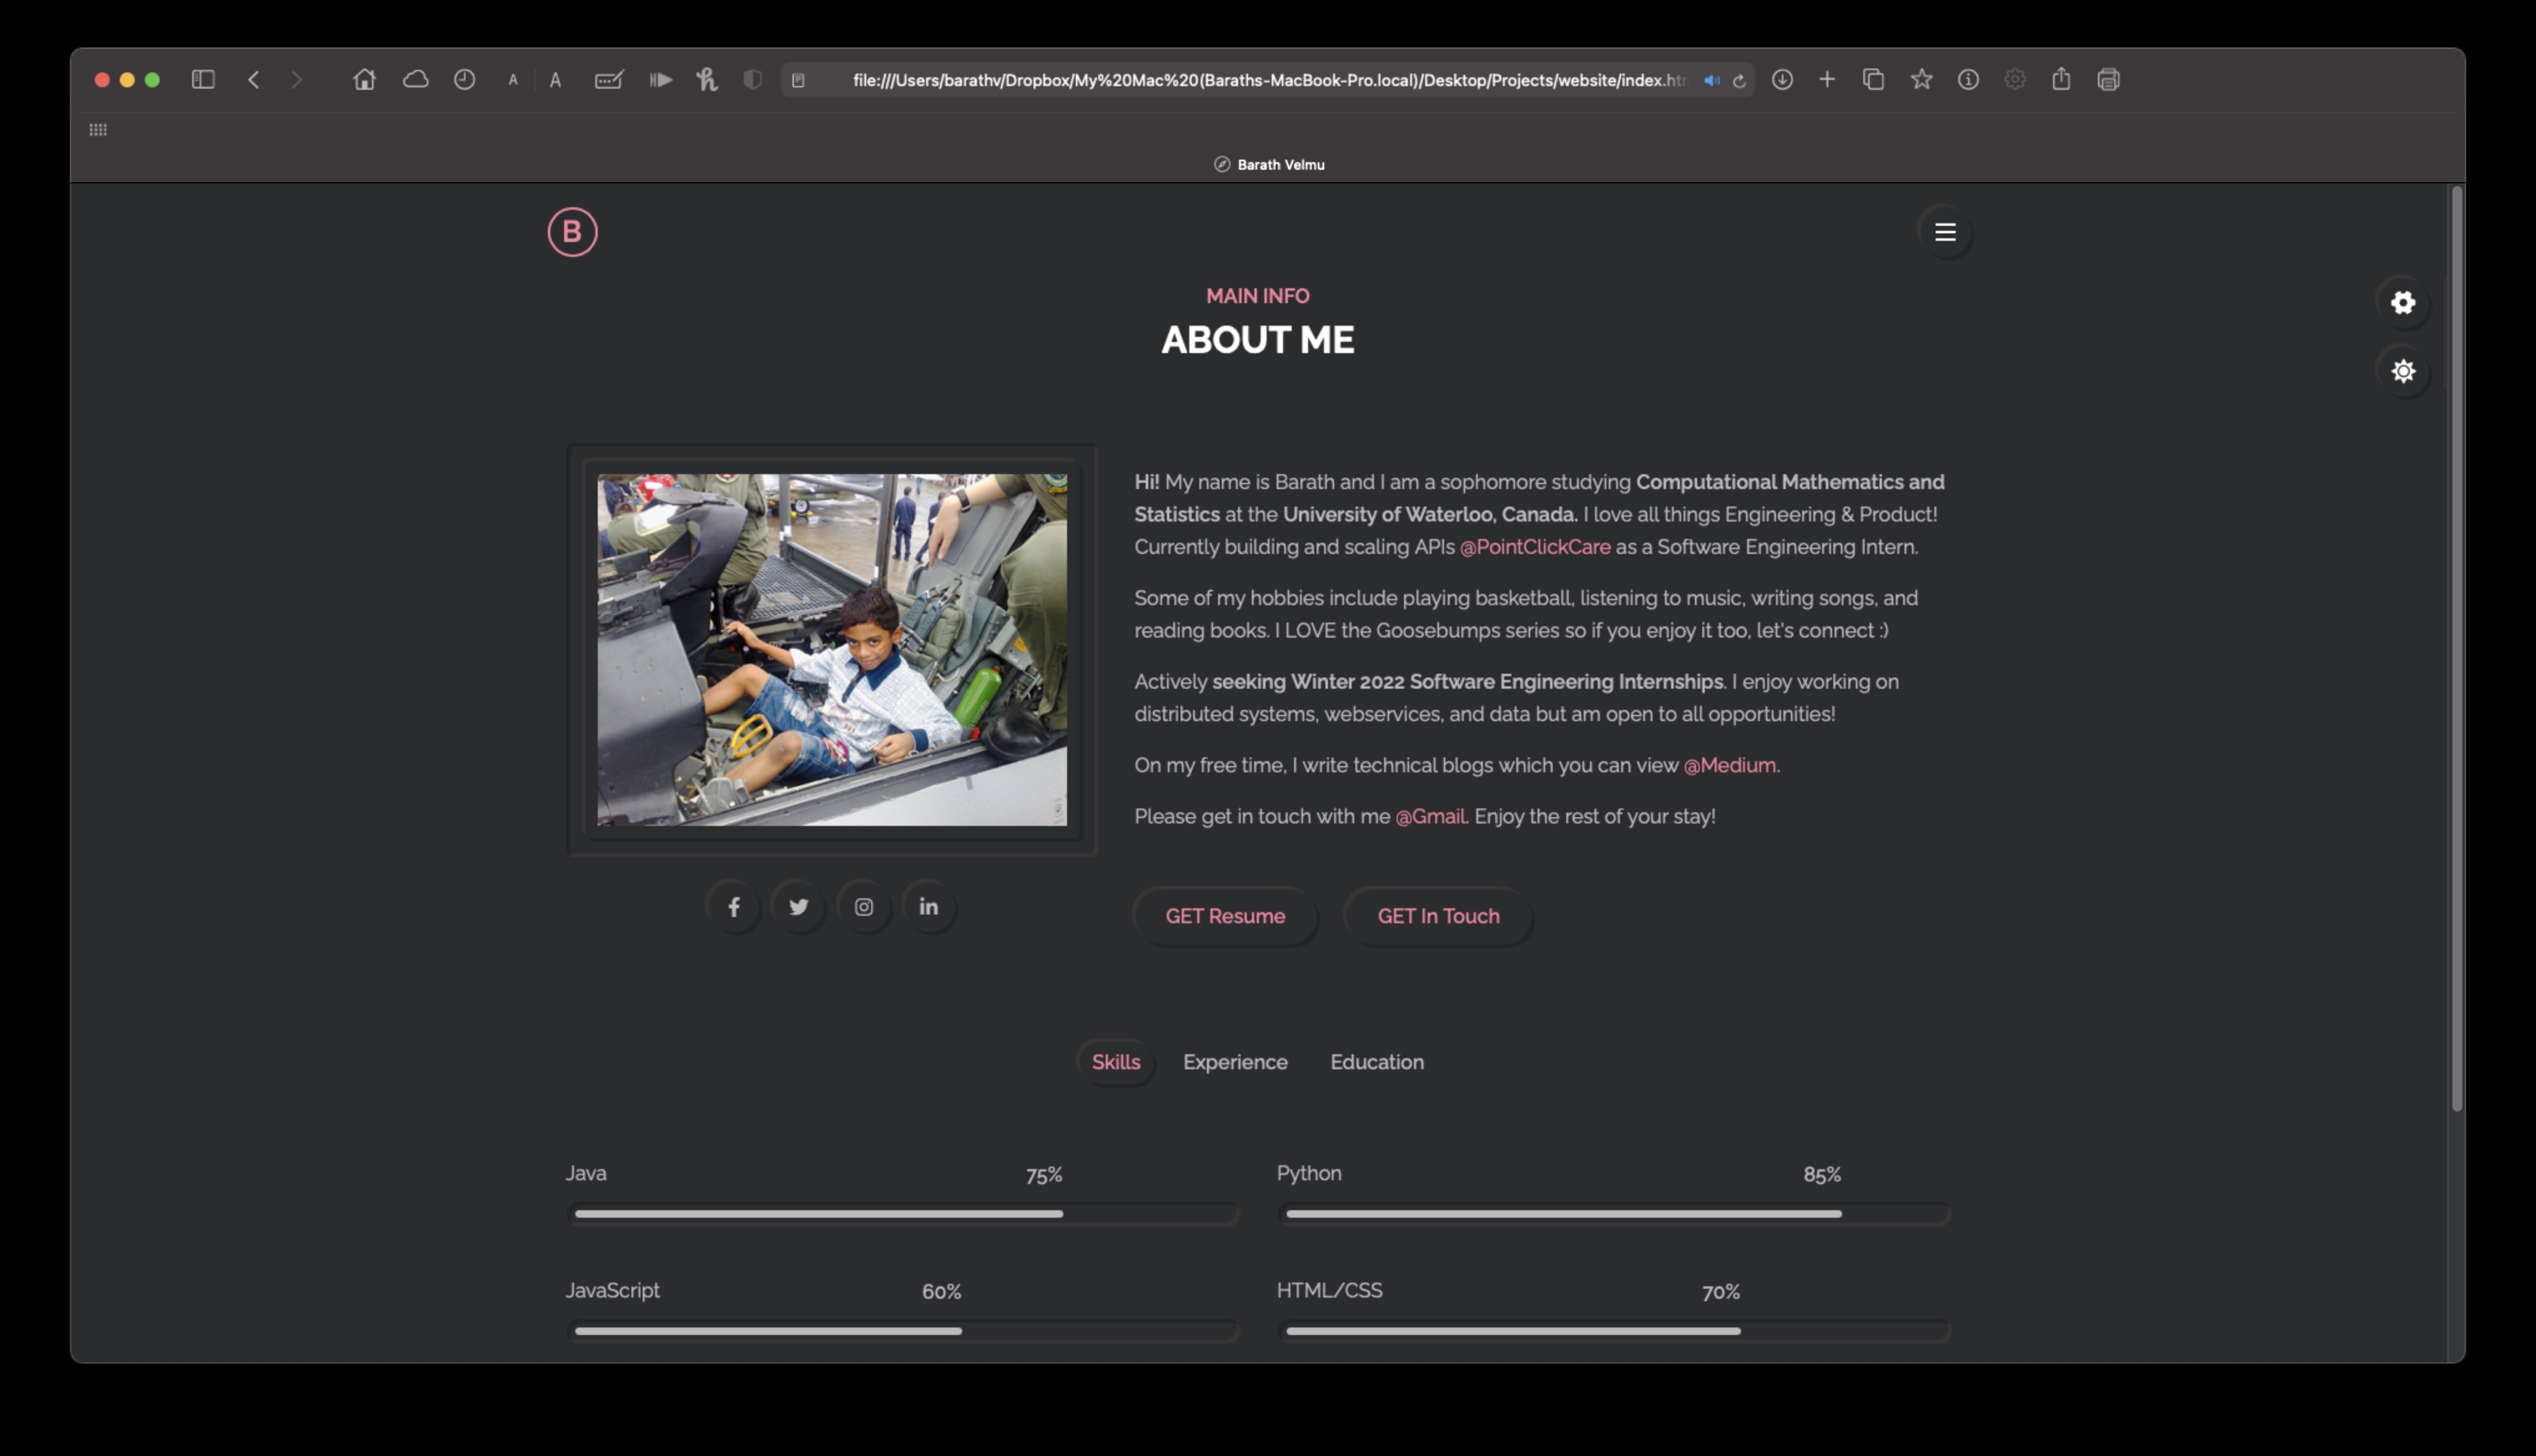 A A
file:///Users/barathv/Dropbox/My%20Mac%20(Baraths-MacBook-Pro.local)/Desktop/Projects/website/index.htm
Barath Velmu
B
MAIN INFO
ABOUT ME
Hi! My name is Barath and I am a sophomore studying Computational Mathematics and
Statistics at the University of Waterloo, Canada. I love all things Engineering & Product!
Currently building and scaling APIs @PointClickCare as a Software Engineering Intern.
Some of my hobbies include playing basketball, listening to music, writing songs, and
reading books. I LOVE the Goosebumps series so if you enjoy it too, let's connect :)
Actively seeking Winter 2022 Software Engineering Internships. I enjoy working on
distributed systems, webservices, and data but am open to all opportunities!
On my free time, I write technical blogs which you can view @Medium.
Please get in touch with me @Gmail. Enjoy the rest of your stay!
GET Resume GET In Touch
Skills Experience Education
Java 75% Python 85%
JavaScript 60% HTML/CSS 70%